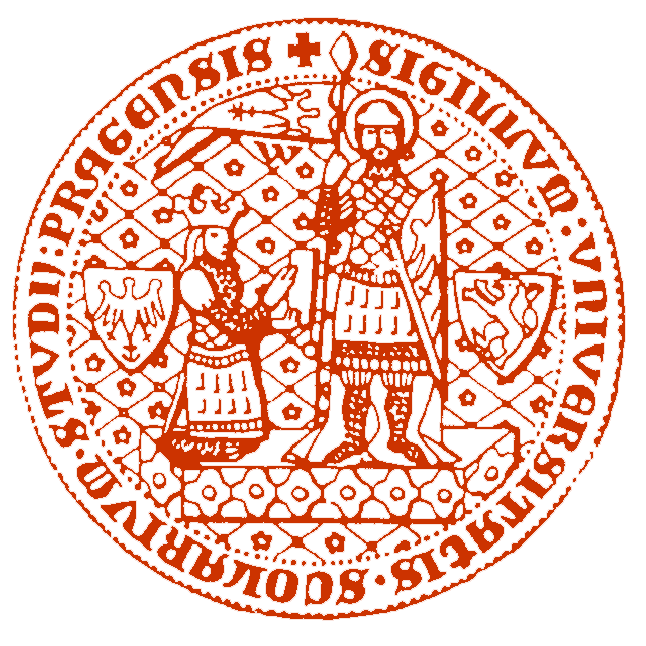 ✚ SIGILLVM · VNIVERSITATIS · SCOLARIVM · STVDII : PRAGENSIS
W